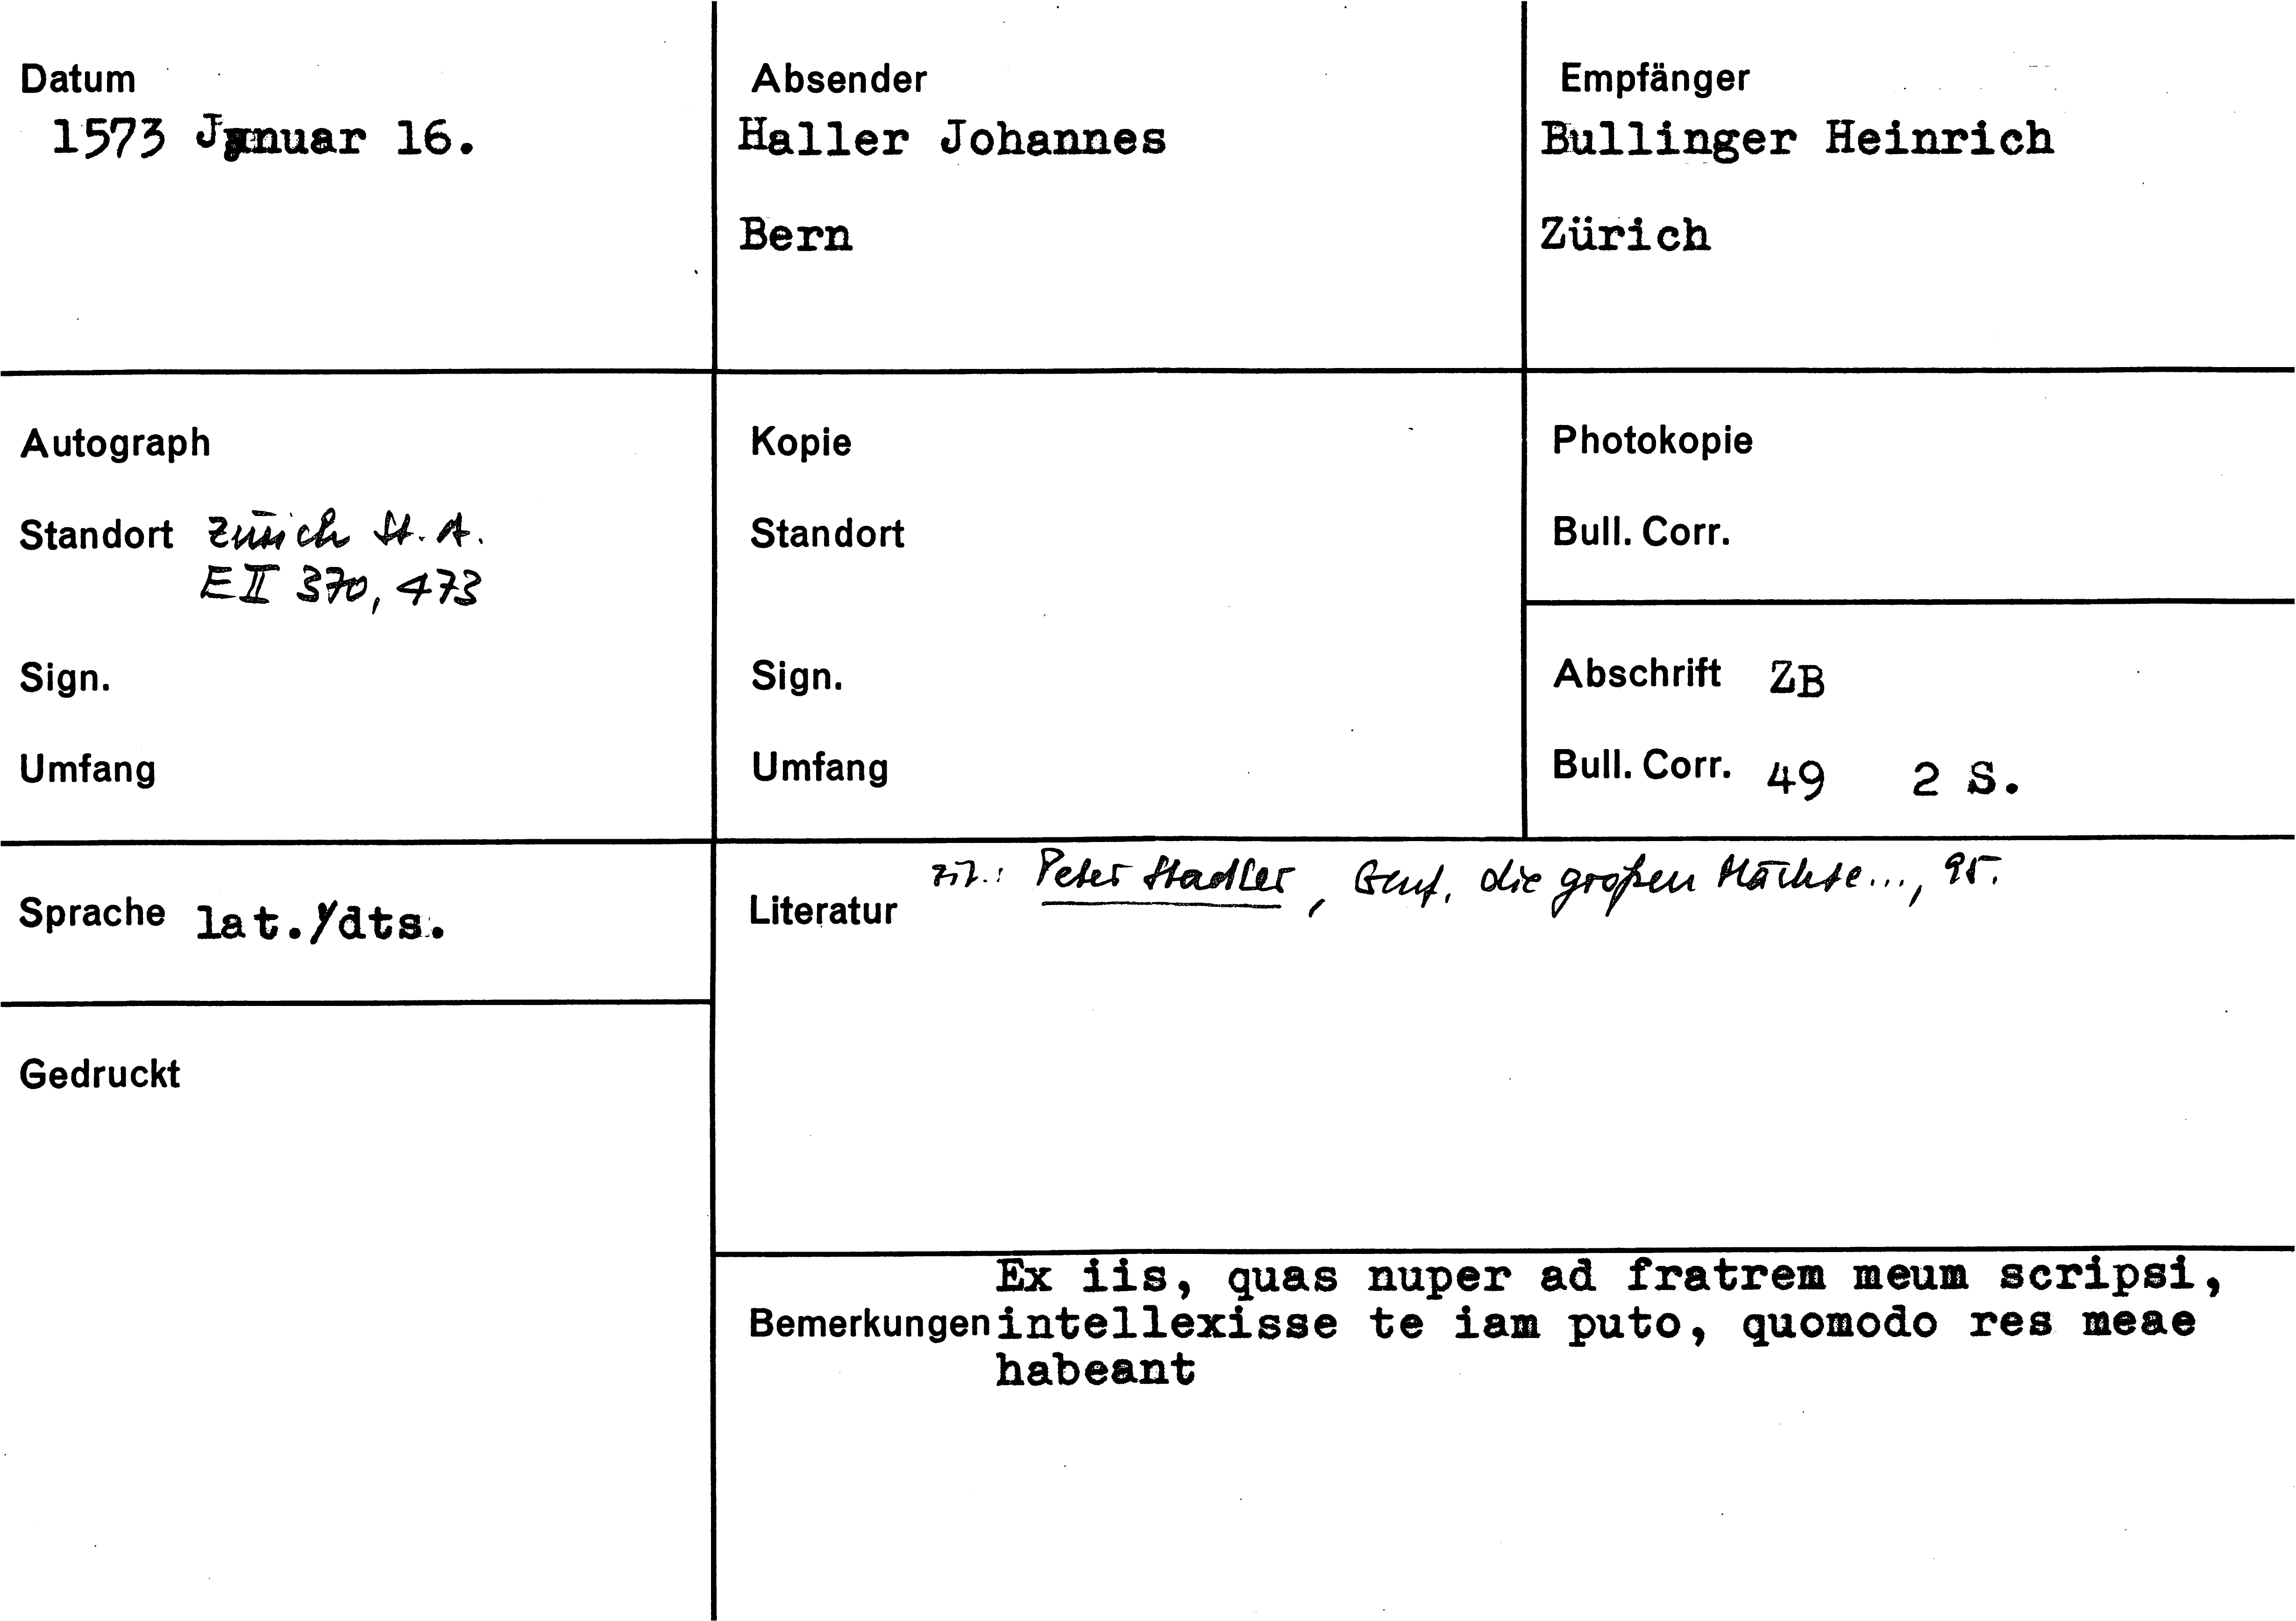 Datum
1573 Januar 16.
Absender
Haller Johannes
Bern
Empfänger
Bullinger Heinrich
Zürich
Autograph
Standort Zürich St. A.
E II 370, 473
Sign.
Umfang
Kopie
Standort
Sign.
Umfang
Photokopie
Bull. Corr.
Abschrift ZB
Bull. Corr. 49 2 S.
Sprache lat./dts.
Literatur zit.: Peter Stadler, Genf, die großen Mächte..., 95.
Gedruckt
Ex iis, quas nuper ad fratrem meum scripsi,
Bemerkungen intellexisse te iam puto, quomodo res meae
habeant